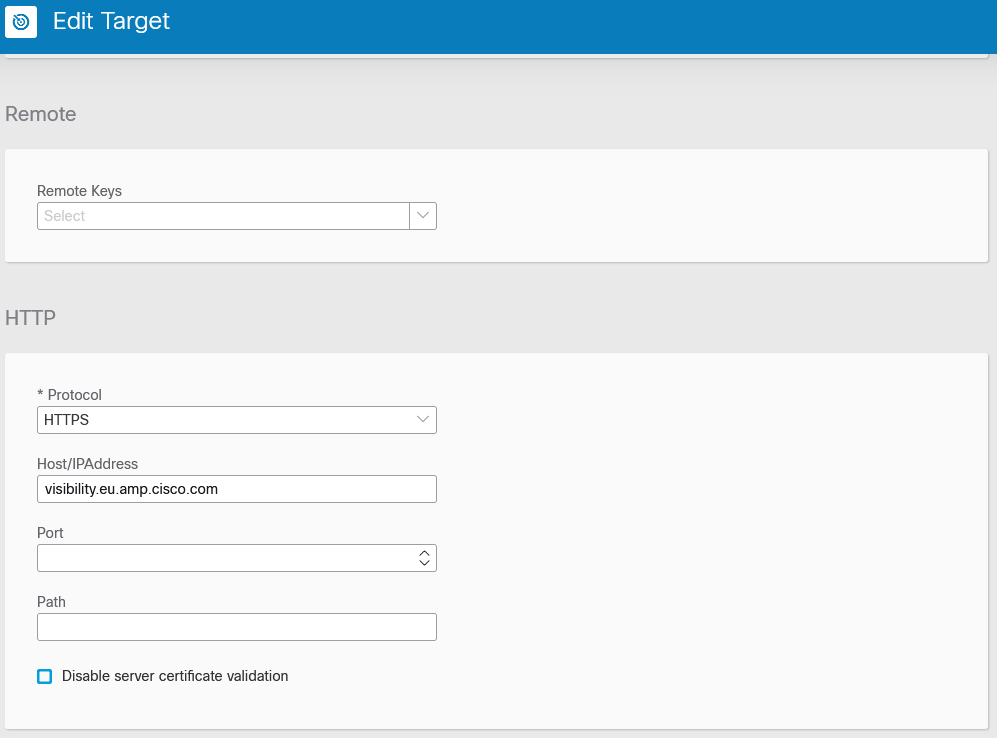 Edit Target
Remote
Remote Keys
Select
HTTP
* Protocol
HTTPS
Host/IPAddress
visibility.eu.amp.cisco.com
Port
Path
Disable server certificate validation